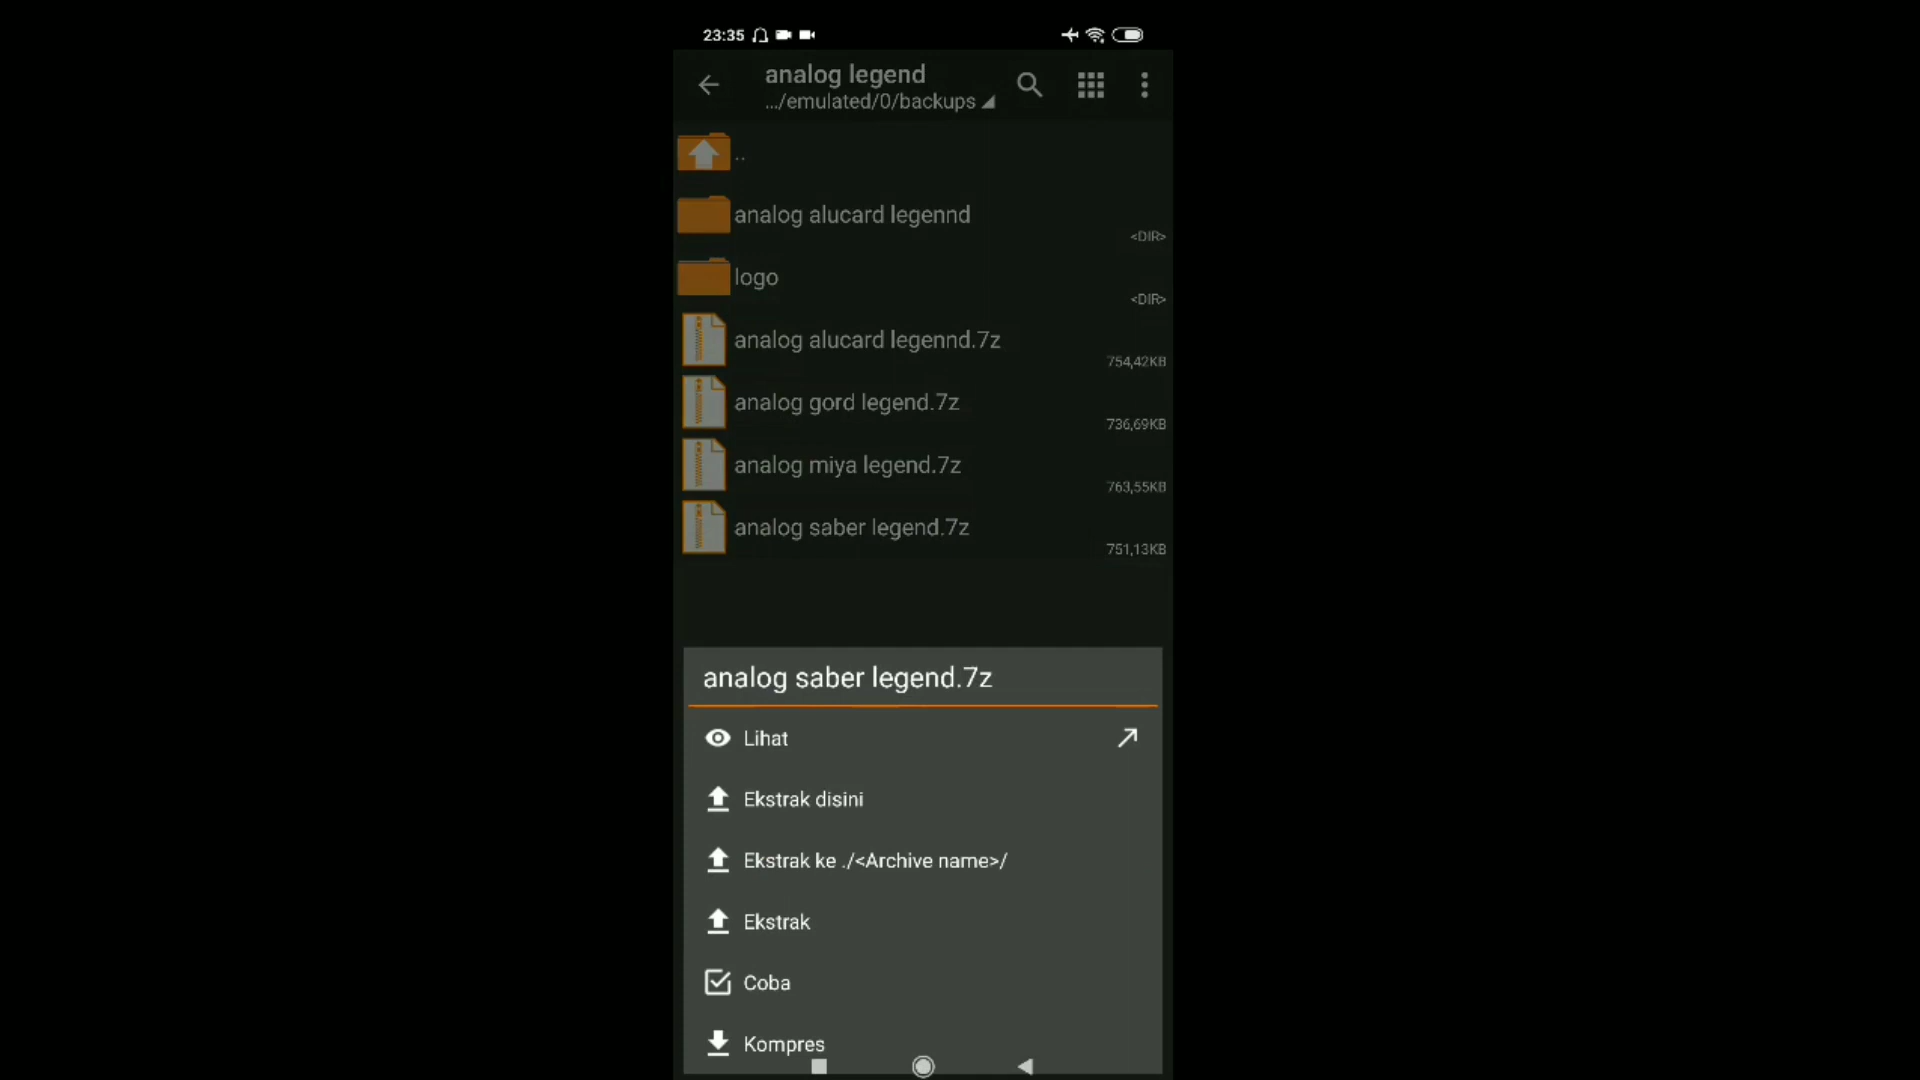 23:35
analog legend
.../emulated/0/backups
..
analog alucard legennd
<DIR>
logo
<DIR>
analog alucard legennd.7z
754,42KB
analog gord legend.7z
736,69KB
analog miya legend.7z
763,55KB
analog saber legend.7z
751,13KB
analog saber legend.7z
Lihat
Ekstrak disini
Ekstrak ke ./<Archive name>/
Ekstrak
Coba
Kompres